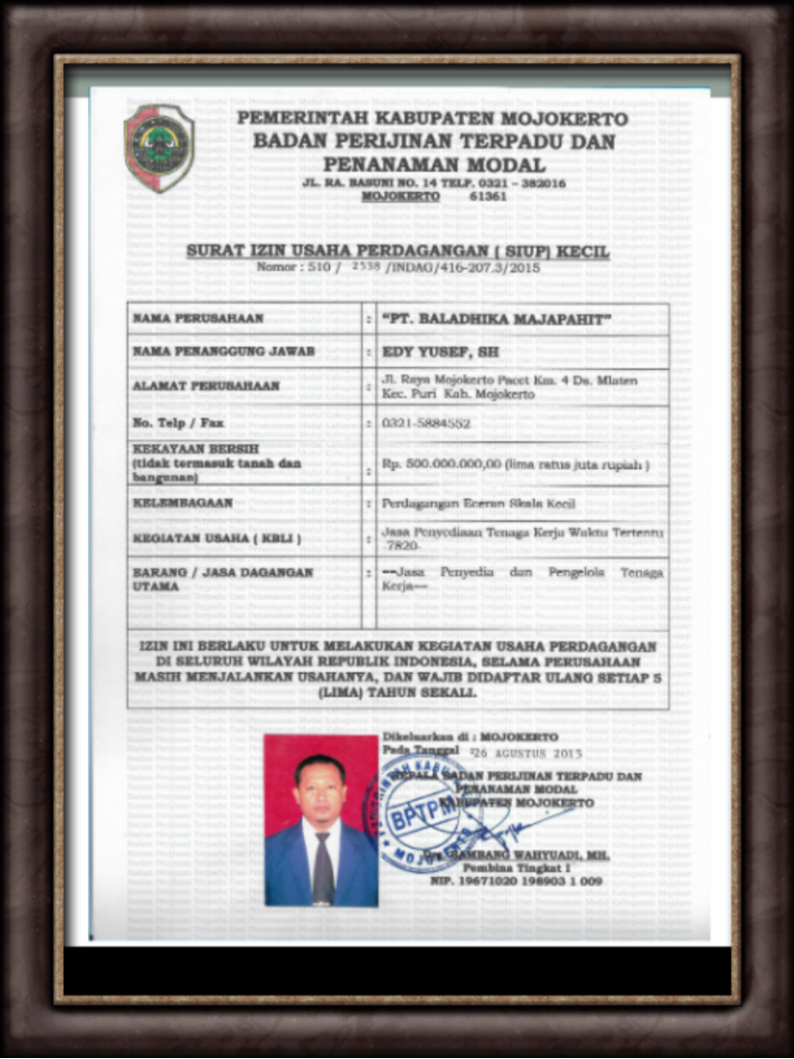 PEMERINTAH KABUPATEN MOJOKERTO
BADAN PERIJINAN TERPADU DAN
PENANAMAN MODAL
JL. RA. BASUNI NO. 14 TELP. 0321 – 382016
MOJOKERTO 61361
SURAT IZIN USAHA PERDAGANGAN ( SIUP) KECIL
Nomor : 510 / 2538 /INDAG/416-207.3/2015
NAMA PERUSAHAAN : “PT. BALADHIKA MAJAPAHIT”
NAMA PENANGGUNG JAWAB : EDY YUSEF, SH
ALAMAT PERUSAHAAN : Jl. Raya Mojokerto Pacet Km. 4 Ds. Mlaten
Kec. Puri Kab. Mojokerto
No. Telp / Fax : 0321-5884552
KEKAYAAN BERSIH
(tidak termasuk tanah dan
bangunan) : Rp. 500.000.000,00 (lima ratus juta rupiah )
KELEMBAGAAN : Perdagangan Eceran Skala Kecil
KEGIATAN USAHA ( KBLI ) : Jasa Penyediaan Tenaga Kerja Waktu Tertentu
-7820-
BARANG / JASA DAGANGAN : ---Jasa Penyedia dan Pengelola Tenaga
UTAMA Kerja---
IZIN INI BERLAKU UNTUK MELAKUKAN KEGIATAN USAHA PERDAGANGAN
DI SELURUH WILAYAH REPUBLIK INDONESIA, SELAMA PERUSAHAAN
MASIH MENJALANKAN USAHANYA, DAN WAJIB DIDAFTAR ULANG SETIAP 5
(LIMA) TAHUN SEKALI.
Dikeluarkan di : MOJOKERTO
Pada Tanggal : 26 AGUSTUS 2015
KEPALA BADAN PERIJINAN TERPADU DAN
PENANAMAN MODAL
KABUPATEN MOJOKERTO
BPTPM
MOJOKERTO
BAMBANG WAHYUADI, MH.
Pembina Tingkat I
NIP. 19671020 198903 1 009